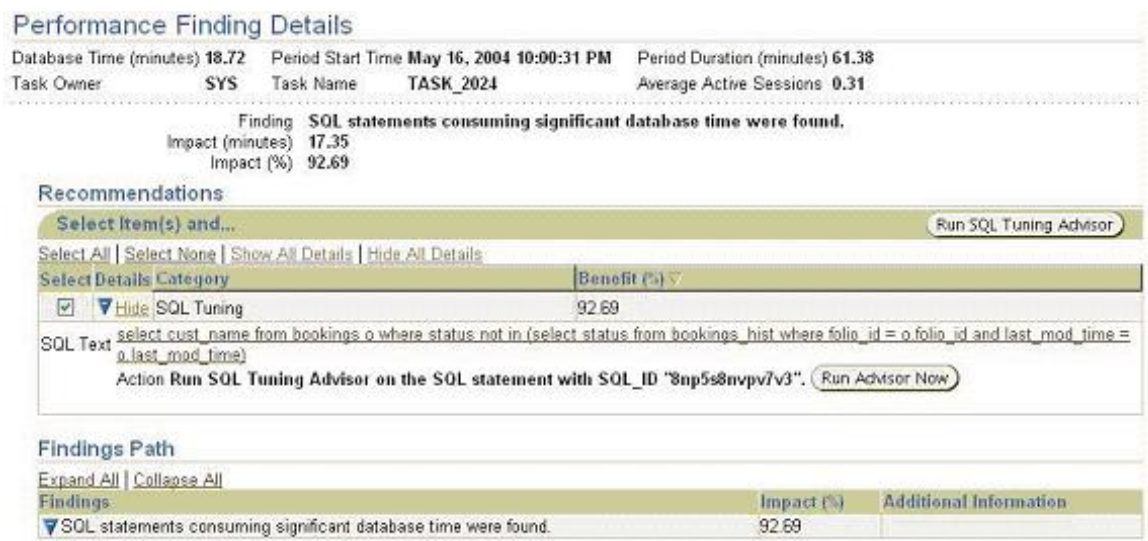 Performance Finding Details
Database Time (minutes) 18.72 Period Start Time May 16, 2004 10:00:31 PM Period Duration (minutes) 61.38
Task Owner SYS Task Name TASK_2024 Average Active Sessions 0.31
Finding SQL statements consuming significant database time were found.
Impact (minutes) 17.35
Impact (%) 92.69
Recommendations
Select Item(s) and... Run SQL Tuning Advisor
Select All | Select None | Show All Details | Hide All Details
Select Details Category Benefit (%)
Hide SQL Tuning 92.69
SQL Text select cust_name from bookings o where status not in (select status from bookings_hist where folio_id = o.folio_id and last_mod_time =
o.last_mod_time)
Action Run SQL Tuning Advisor on the SQL statement with SQL_ID "8np5s8nvpv7v3". Run Advisor Now
Findings Path
Expand All | Collapse All
Findings Impact (%) Additional Information
SQL statements consuming significant database time were found. 92.69